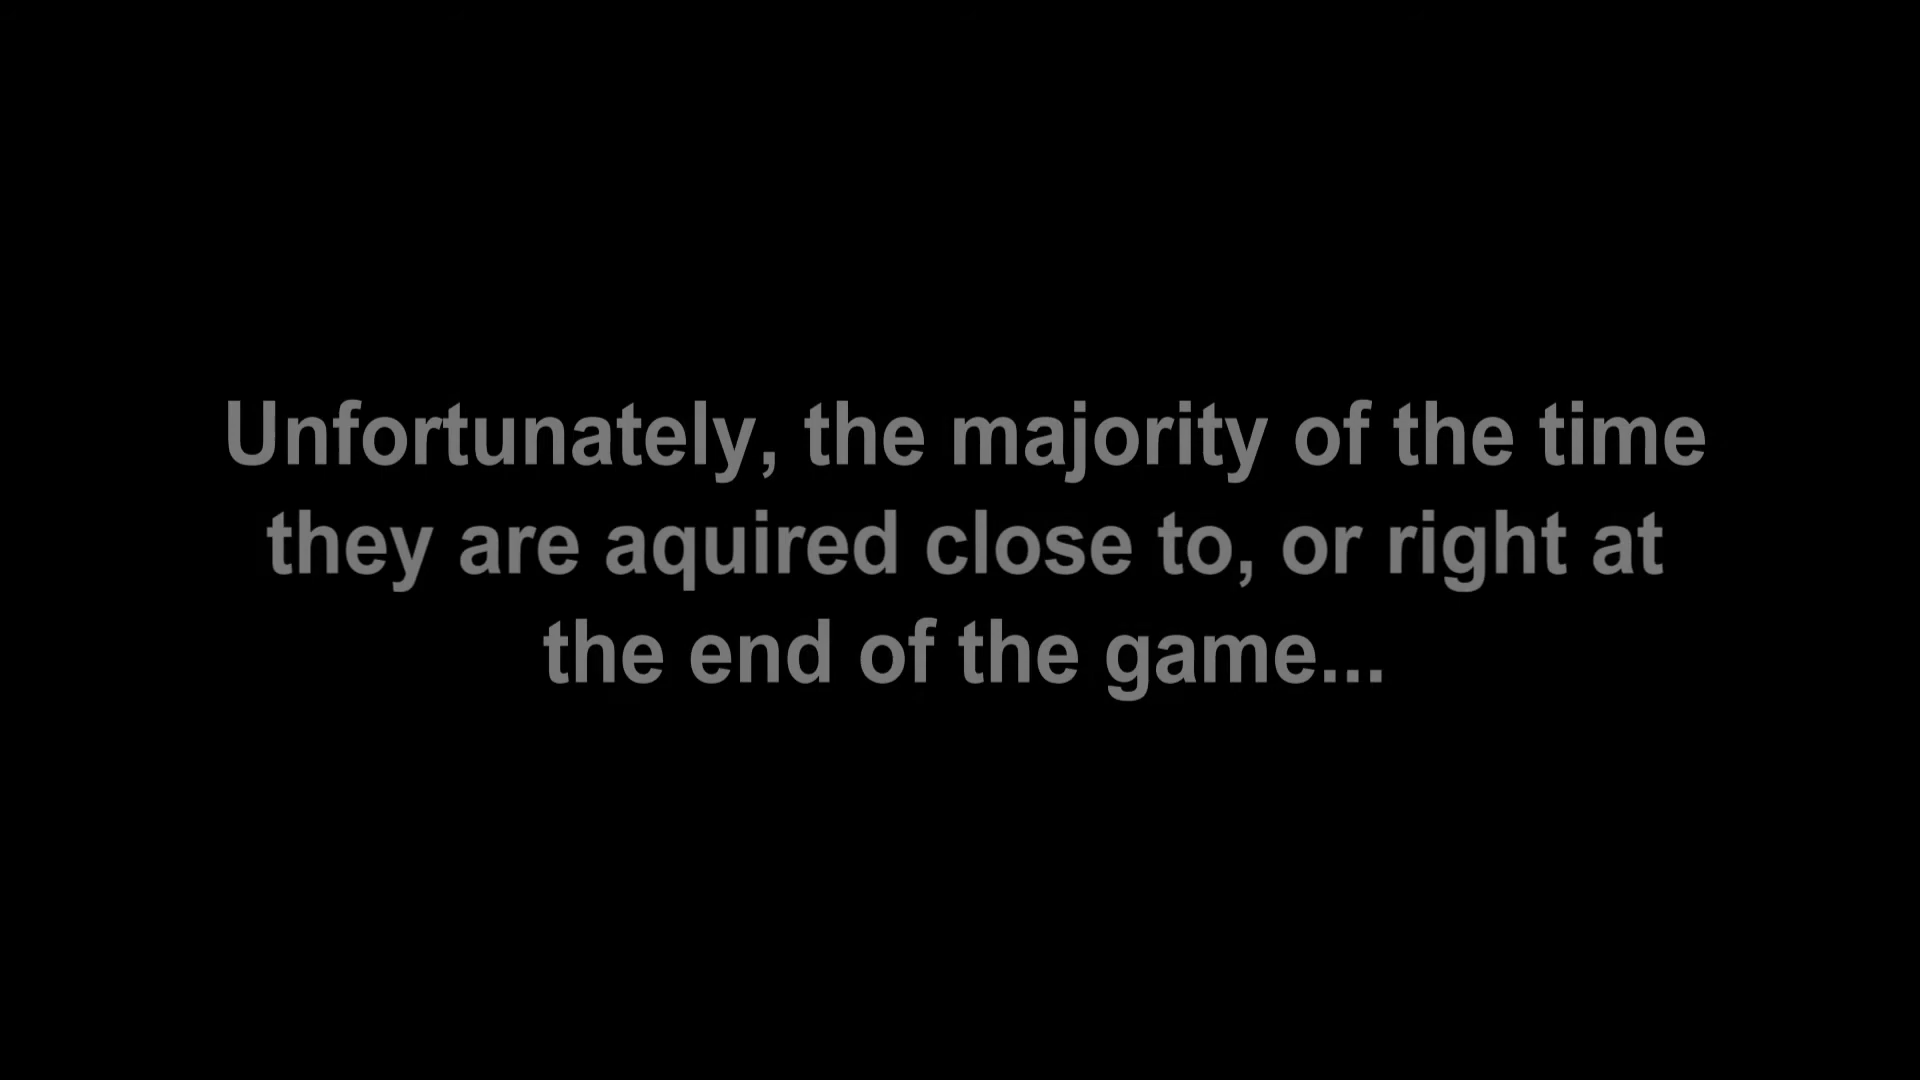 Unfortunately, the majority of the time
they are aquired close to, or right at
the end of the game...